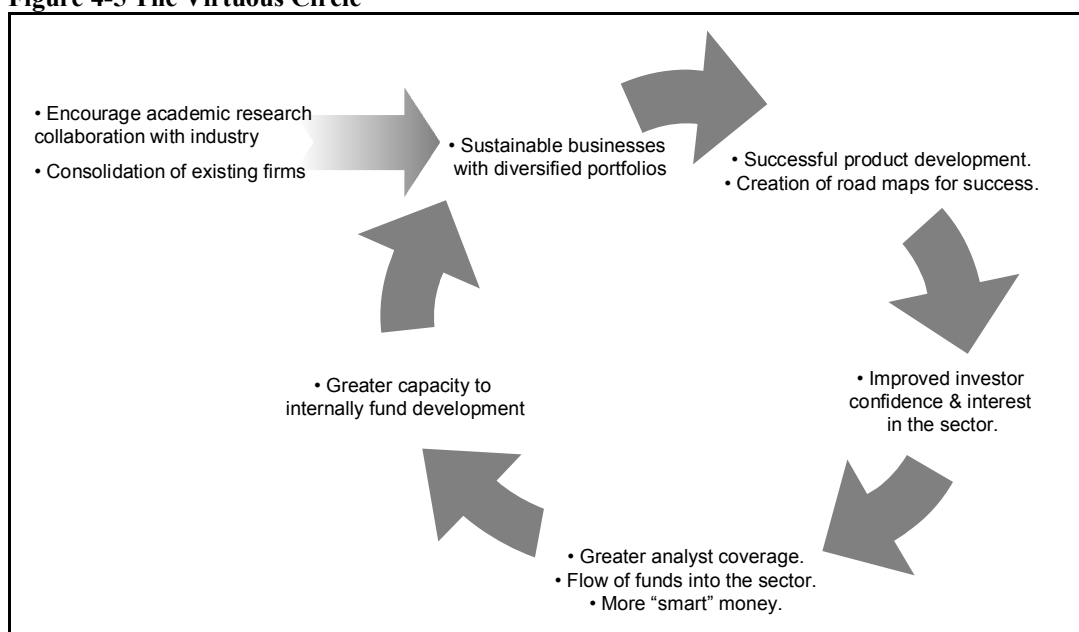 Figure 4-3 The Virtuous Circle
• Encourage academic research
collaboration with industry
• Consolidation of existing firms
• Sustainable businesses
with diversified portfolios
• Successful product development.
• Creation of road maps for success.
• Improved investor
confidence & interest
in the sector.
• Greater analyst coverage.
• Flow of funds into the sector.
• More “smart” money.
• Greater capacity to
internally fund development